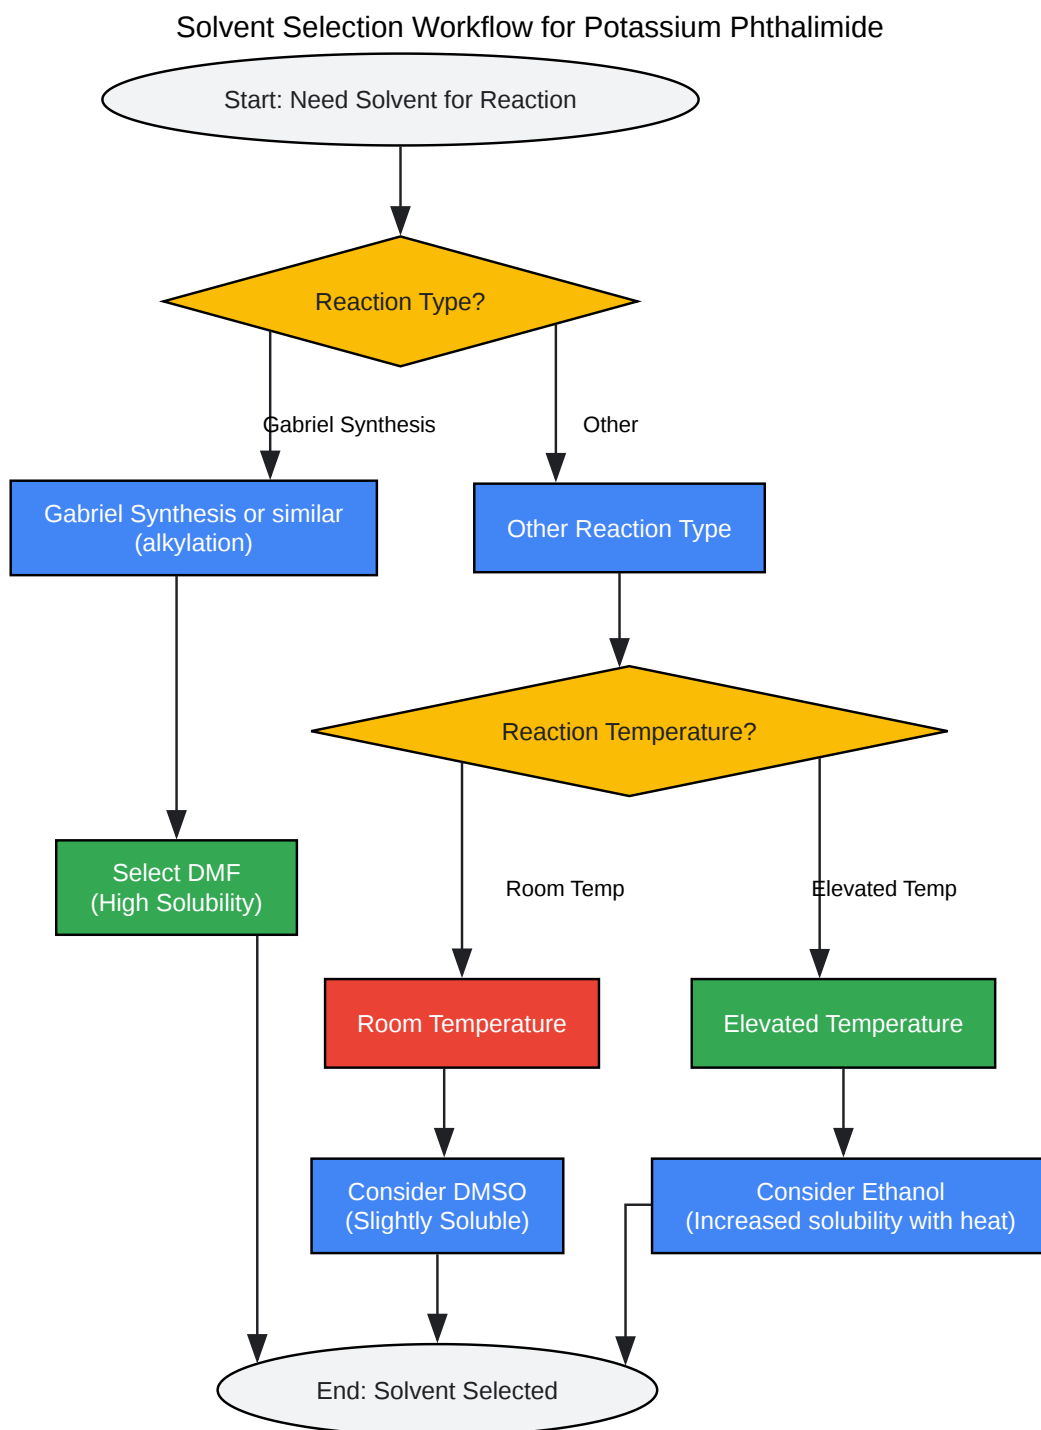 Solvent Selection Workflow for Potassium Phthalimide
Start: Need Solvent for Reaction
Reaction Type?
Gabriel Synthesis
Other
Gabriel Synthesis or similar
(alkylation)
Other Reaction Type
Reaction Temperature?
Select DMF
(High Solubility)
Room Temp
Elevated Temp
Room Temperature
Elevated Temperature
Consider DMSO
(Slightly Soluble)
Consider Ethanol
(Increased solubility with heat)
End: Solvent Selected